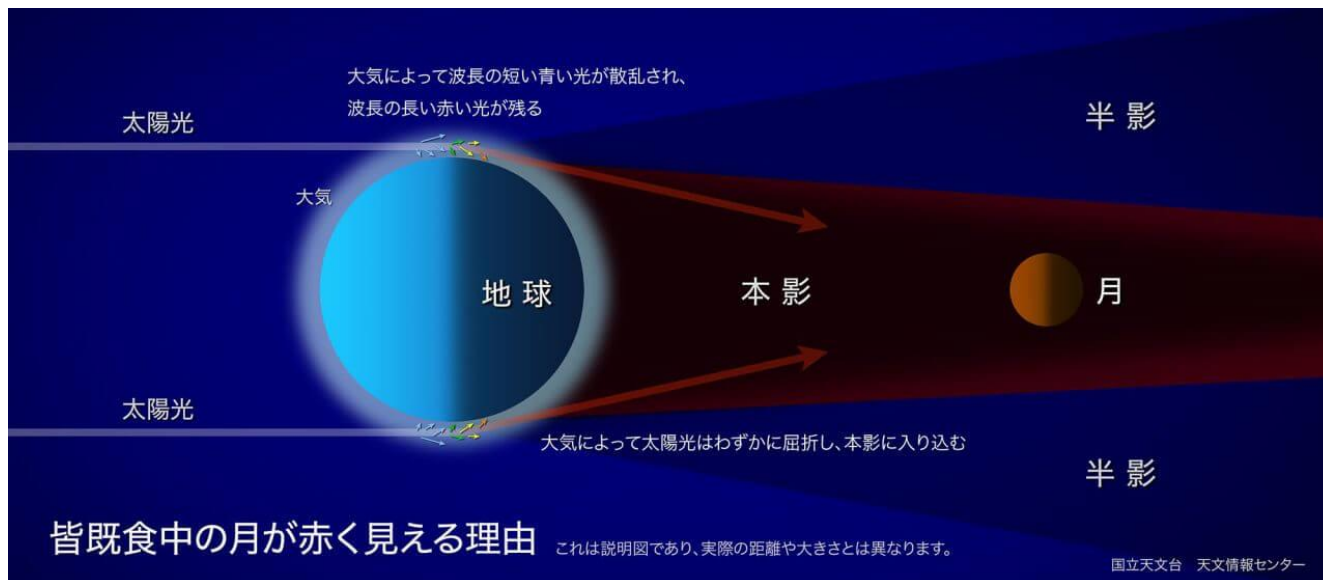 大気によって波長の短い青い光が散乱され、
波長の長い赤い光が残る
太陽光
半影
大気
地球
本影
月
太陽光
大気によって太陽光はわずかに屈折し、本影に入り込む
半影
皆既食中の月が赤く見える理由
これは説明図であり、実際の距離や大きさとは異なります。
国立天文台 天文情報センター